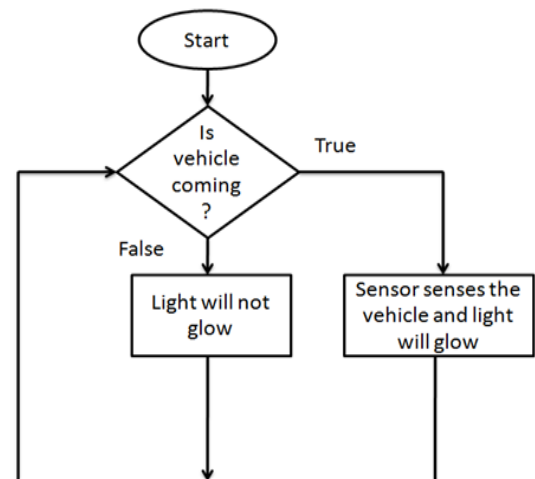 Start
Is
vehicle
coming
?
True
False
Light will not
glow
Sensor senses the
vehicle and light
will glow